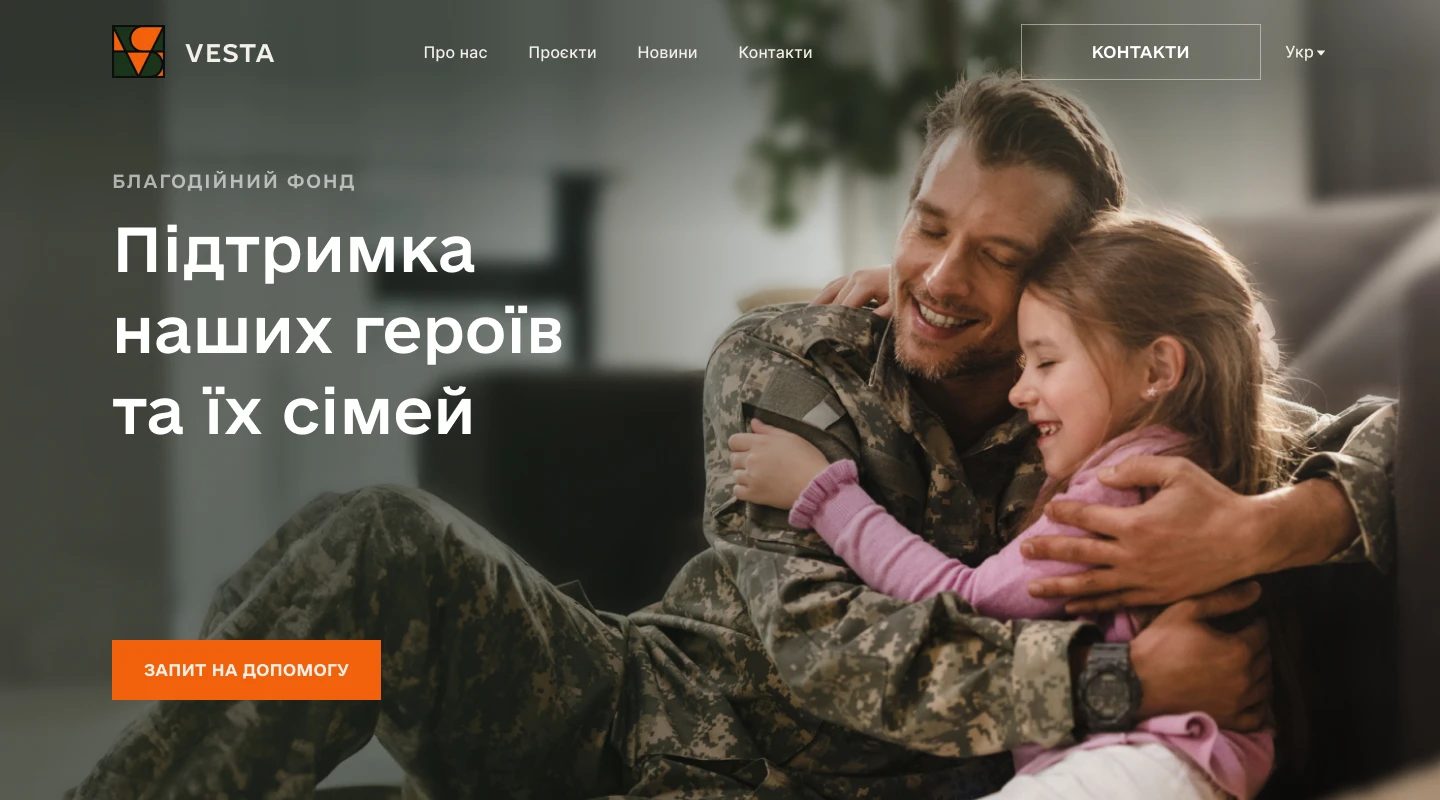 VESTA
Про нас
Проєкти
Новини
Контакти
КОНТАКТИ
Укр
БЛАГОДІЙНИЙ ФОНД
Підтримка
наших героїв
та їх сімей
ЗАПИТ НА ДОПОМОГУ